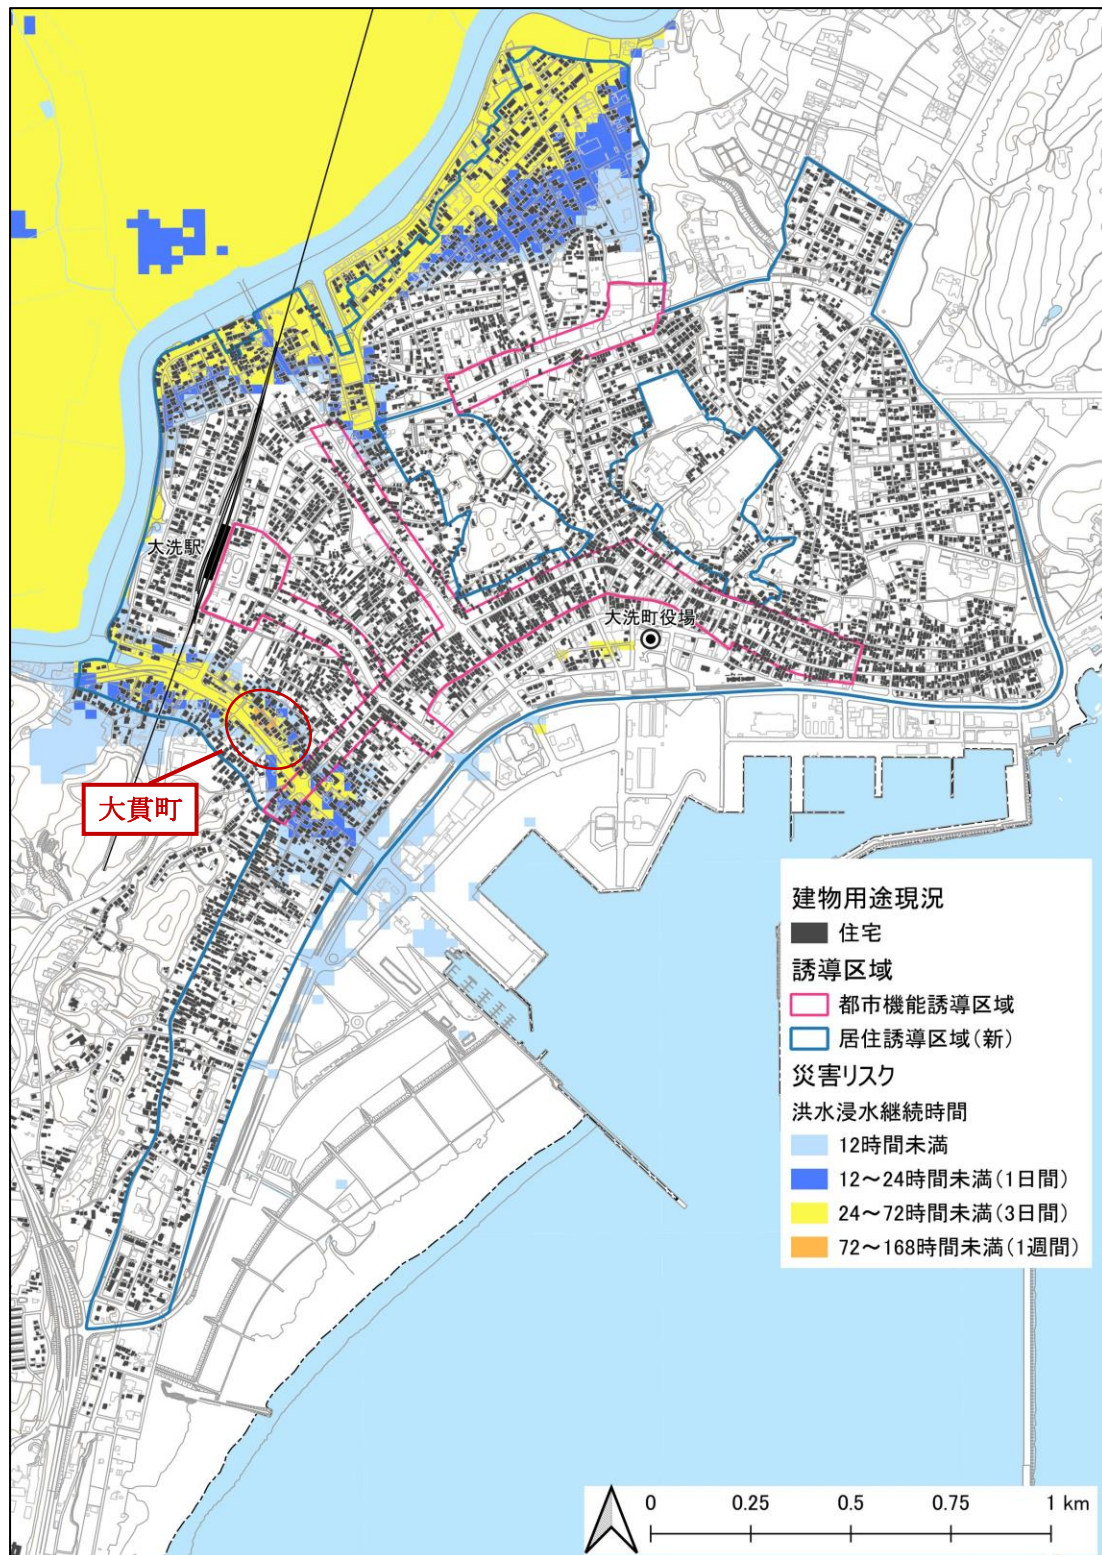 大洗駅
大洗町役場
大貫町
建物用途現況
住宅
誘導区域
都市機能誘導区域
居住誘導区域(新)
災害リスク
洪水浸水継続時間
12時間未満
12～24時間未満(1日間)
24～72時間未満(3日間)
72～168時間未満(1週間)
0 0.25 0.5 0.75 1 km